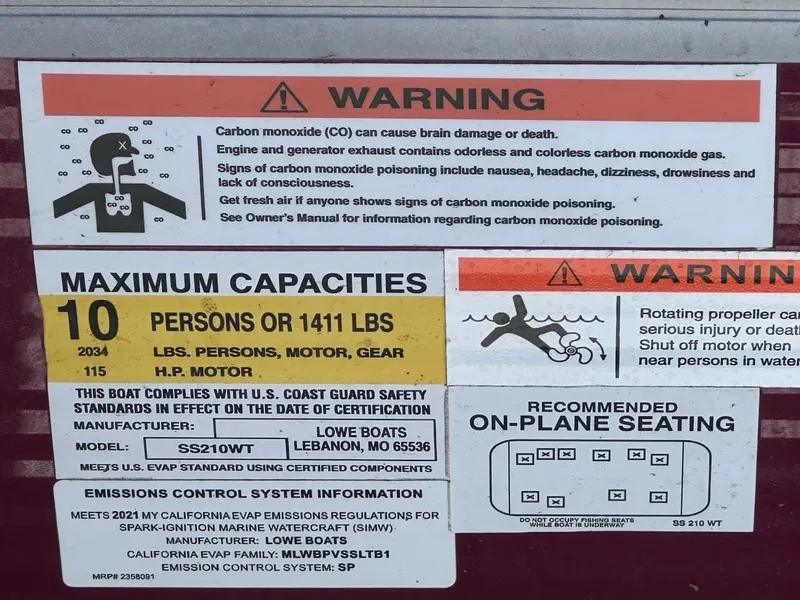 WARNING
Carbon monoxide (CO) can cause brain damage or death.
Engine and generator exhaust contains odorless and colorless carbon monoxide gas.
Signs of carbon monoxide poisoning include nausea, headache, dizziness, drowsiness and
lack of consciousness.
Get fresh air if anyone shows signs of carbon monoxide poisoning.
See Owner's Manual for information regarding carbon monoxide poisoning.
MAXIMUM CAPACITIES
10 PERSONS OR 1411 LBS
2034 LBS. PERSONS, MOTOR, GEAR
115 H.P. MOTOR
THIS BOAT COMPLIES WITH U.S. COAST GUARD SAFETY
STANDARDS IN EFFECT ON THE DATE OF CERTIFICATION
MANUFACTURER: LOWE BOATS
MODEL: SS210WT LEBANON, MO 65536
MEETS U.S. EVAP STANDARD USING CERTIFIED COMPONENTS
WARNIN
Rotating propeller ca
serious injury or deat
Shut off motor when
near persons in water
RECOMMENDED
ON-PLANE SEATING
DO NOT OCCUPY FISHING SEATS
WHILE BOAT IS UNDERWAY
SS 210 WT
EMISSIONS CONTROL SYSTEM INFORMATION
MEETS 2021 MY CALIFORNIA EVAP EMISSIONS REGULATIONS FOR
SPARK-IGNITION MARINE WATERCRAFT (SIMW)
MANUFACTURER: LOWE BOATS
CALIFORNIA EVAP FAMILY: MLWBPVSSLTB1
EMISSION CONTROL SYSTEM: SP
MRP# 2358091